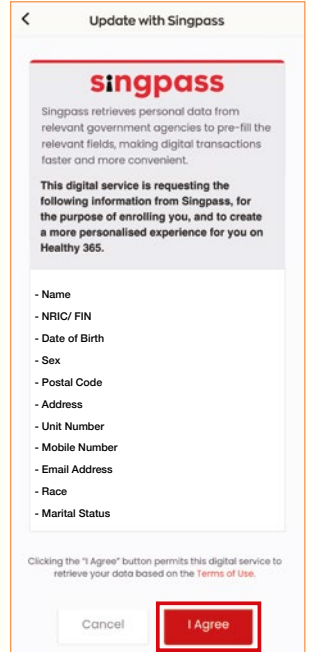 Update with Singpass
singpass
Singpass retrieves personal data from
relevant government agencies to pre-fill the
relevant fields, making digital transactions
faster and more convenient.
This digital service is requesting the
following information from Singpass, for
the purpose of enrolling you, and to create
a more personalised experience for you on
Healthy 365.
- Name
- NRIC/ FIN
- Date of Birth
- Sex
- Postal Code
- Address
- Unit Number
- Mobile Number
- Email Address
- Race
- Marital Status
Clicking the "I Agree" button permits this digital service to
retrieve your data based on the Terms of Use.
Cancel I Agree